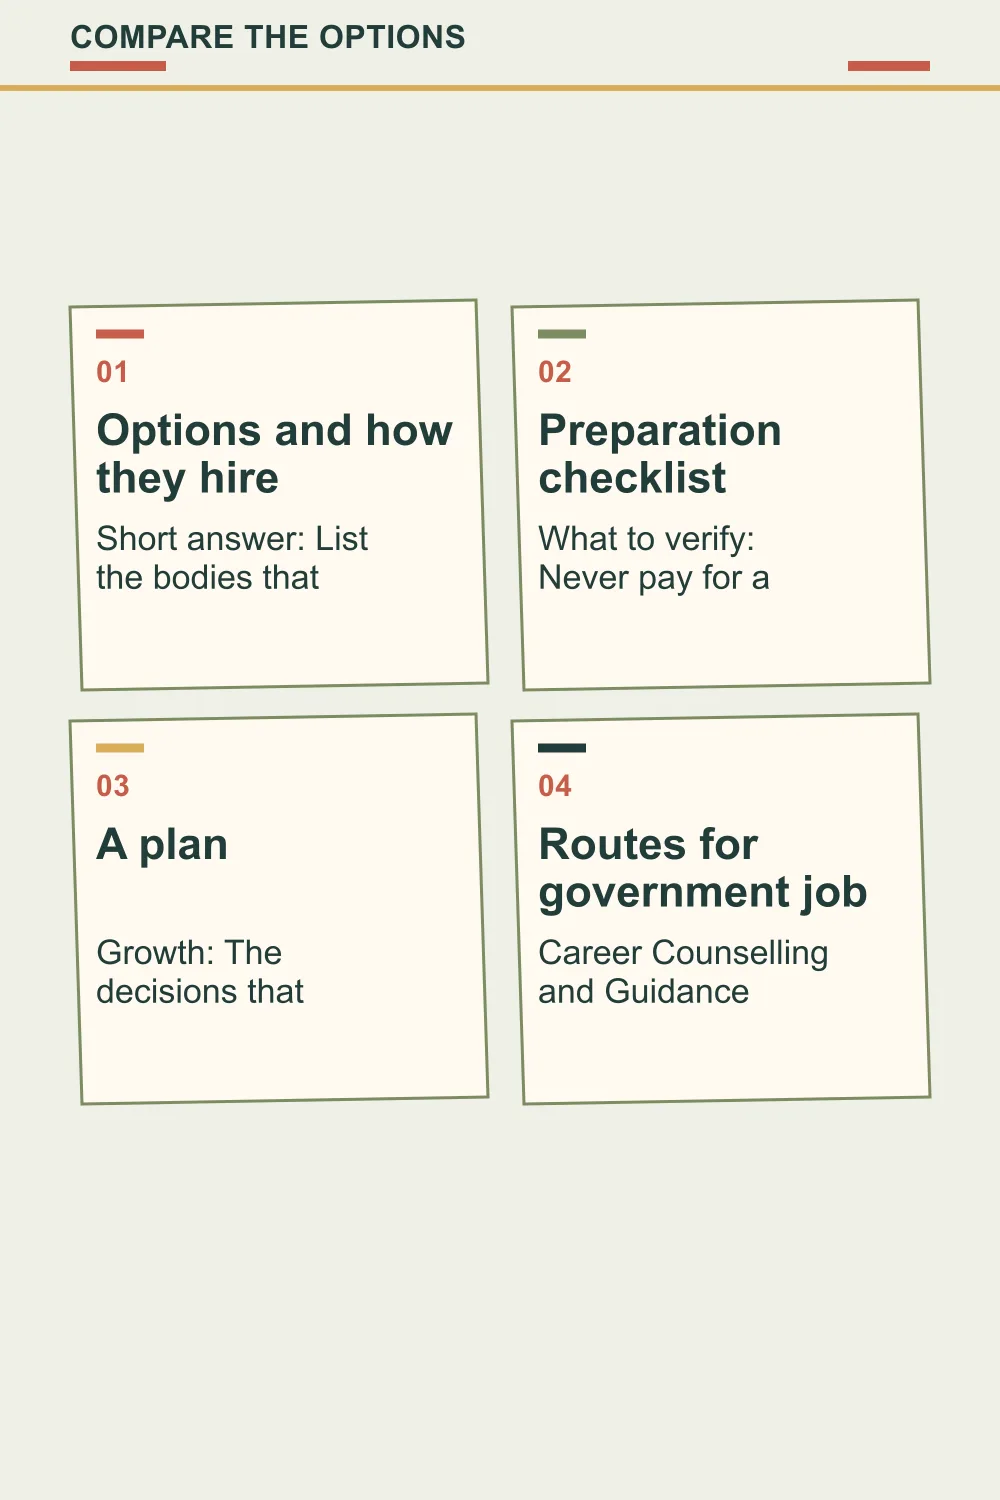 COMPARE THE OPTIONS
01
Options and how
they hire
Short answer: List
the bodies that
02
Preparation
checklist
What to verify:
Never pay for a
03
A plan
Growth: The
decisions that
04
Routes for
government job
Career Counselling
and Guidance